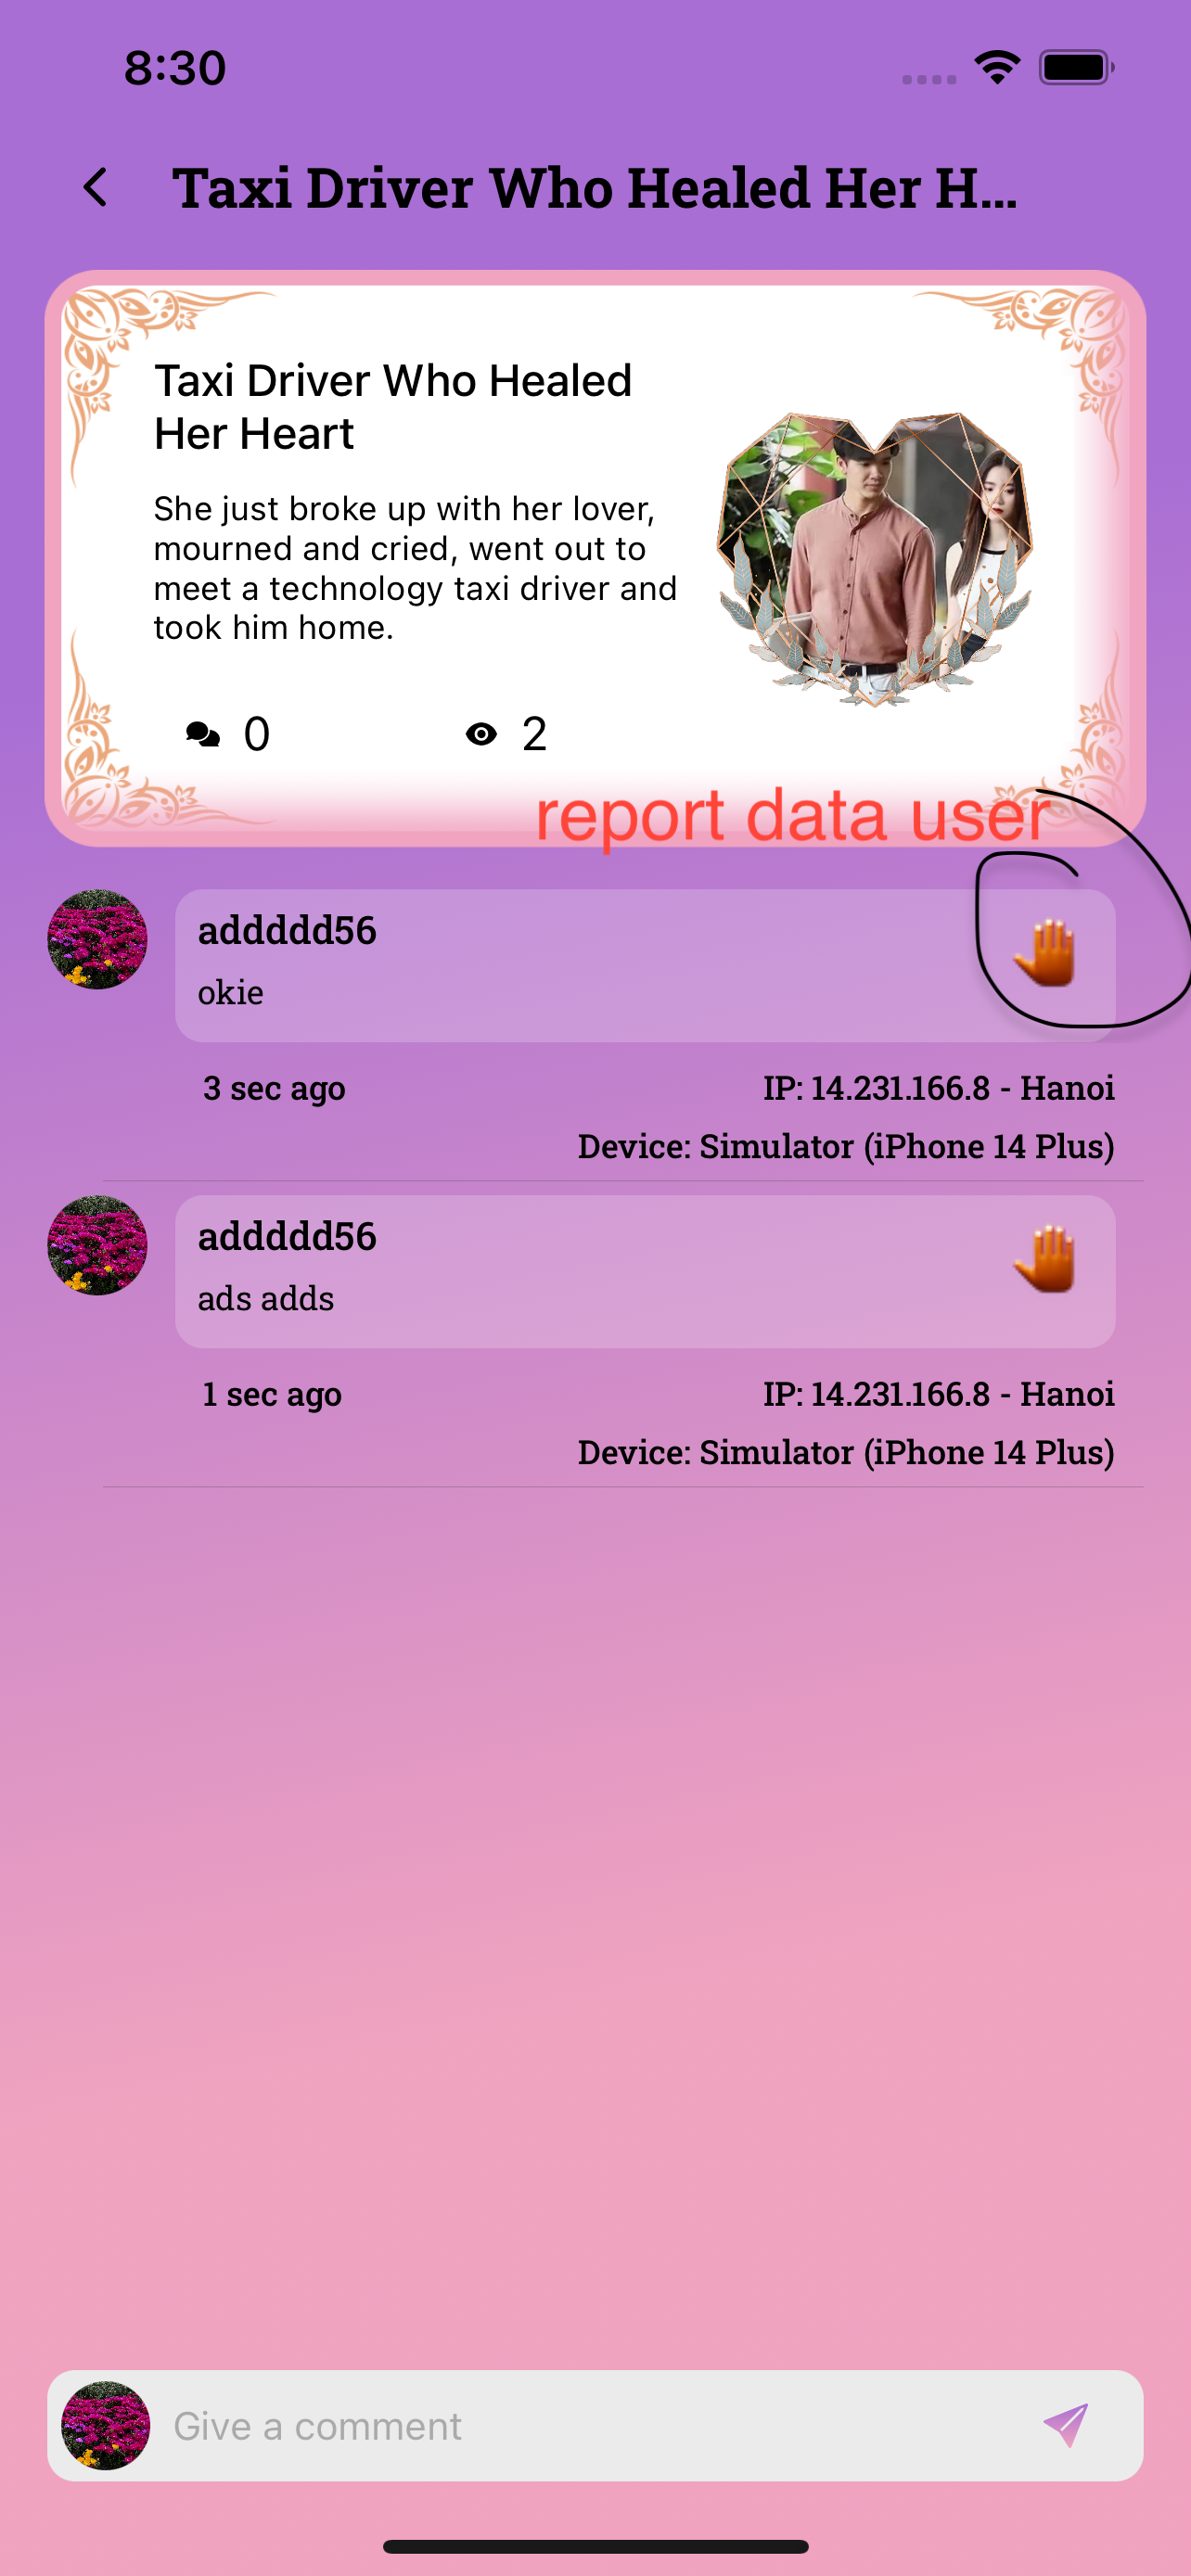 8:30
Taxi Driver Who Healed Her H...
Taxi Driver Who Healed
Her Heart
She just broke up with her lover,
mourned and cried, went out to
meet a technology taxi driver and
took him home.
0 2
report data user
addddd56
okie
3 sec ago IP: 14.231.166.8 - Hanoi
Device: Simulator (iPhone 14 Plus)
addddd56
ads adds
1 sec ago IP: 14.231.166.8 - Hanoi
Device: Simulator (iPhone 14 Plus)
Give a comment